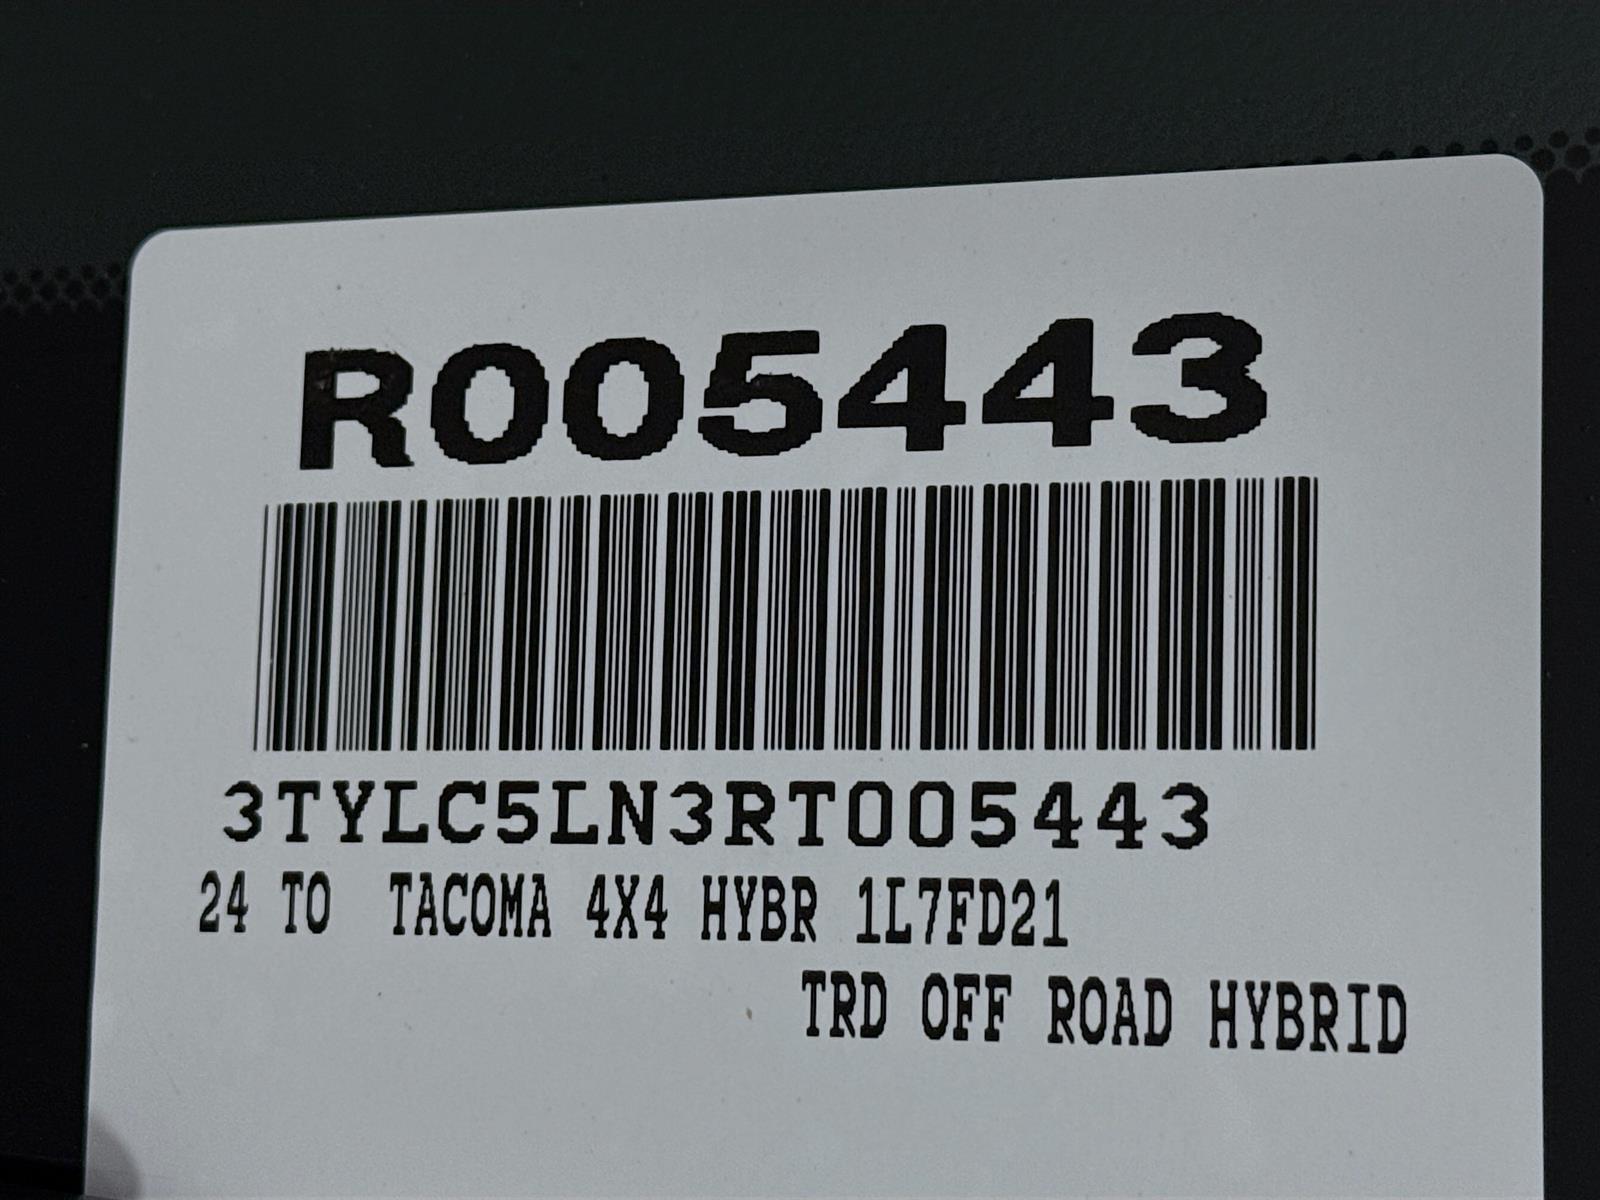 R005443
3TYLC5LN3RT005443
24 TO TACOMA 4X4 HYBR 1L7FD21
TRD OFF ROAD HYBRID